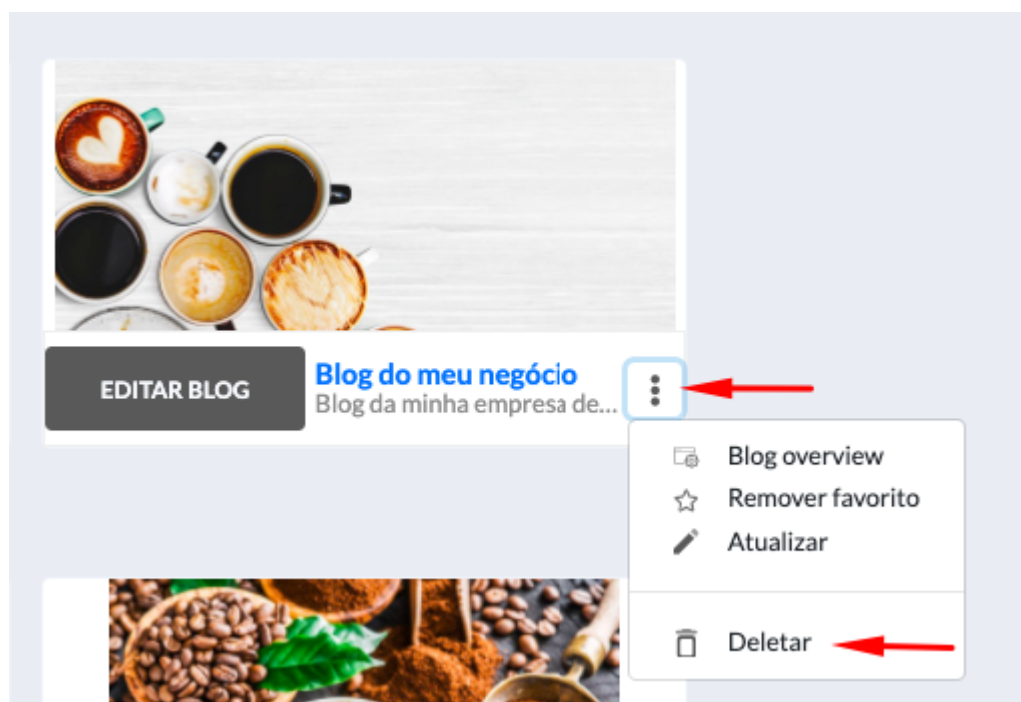 EDITAR BLOG
Blog do meu negócio
Blog da minha empresa de...
Blog overview
Remover favorito
Atualizar
Deletar